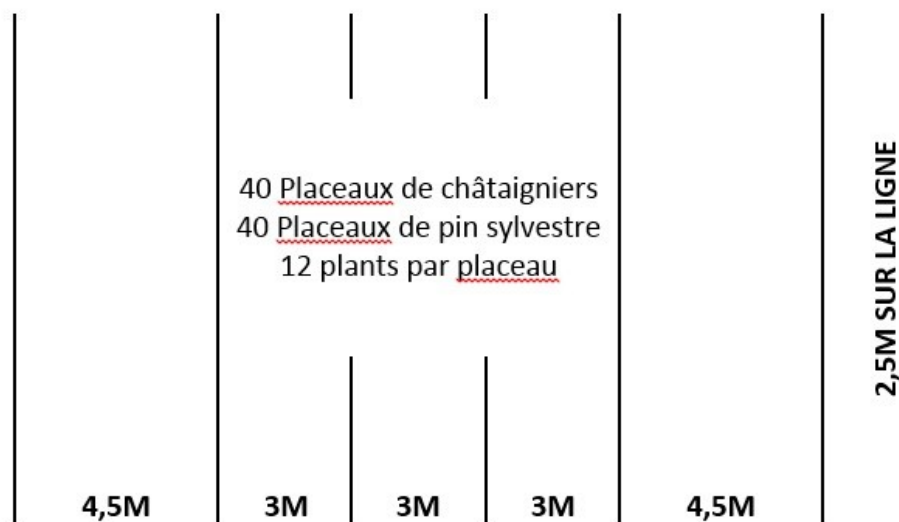 40 Placeaux de châtaigniers
40 Placeaux de pin sylvestre
12 plants par placeau
2,5M SUR LA LIGNE
4,5M 3M 3M 3M 4,5M